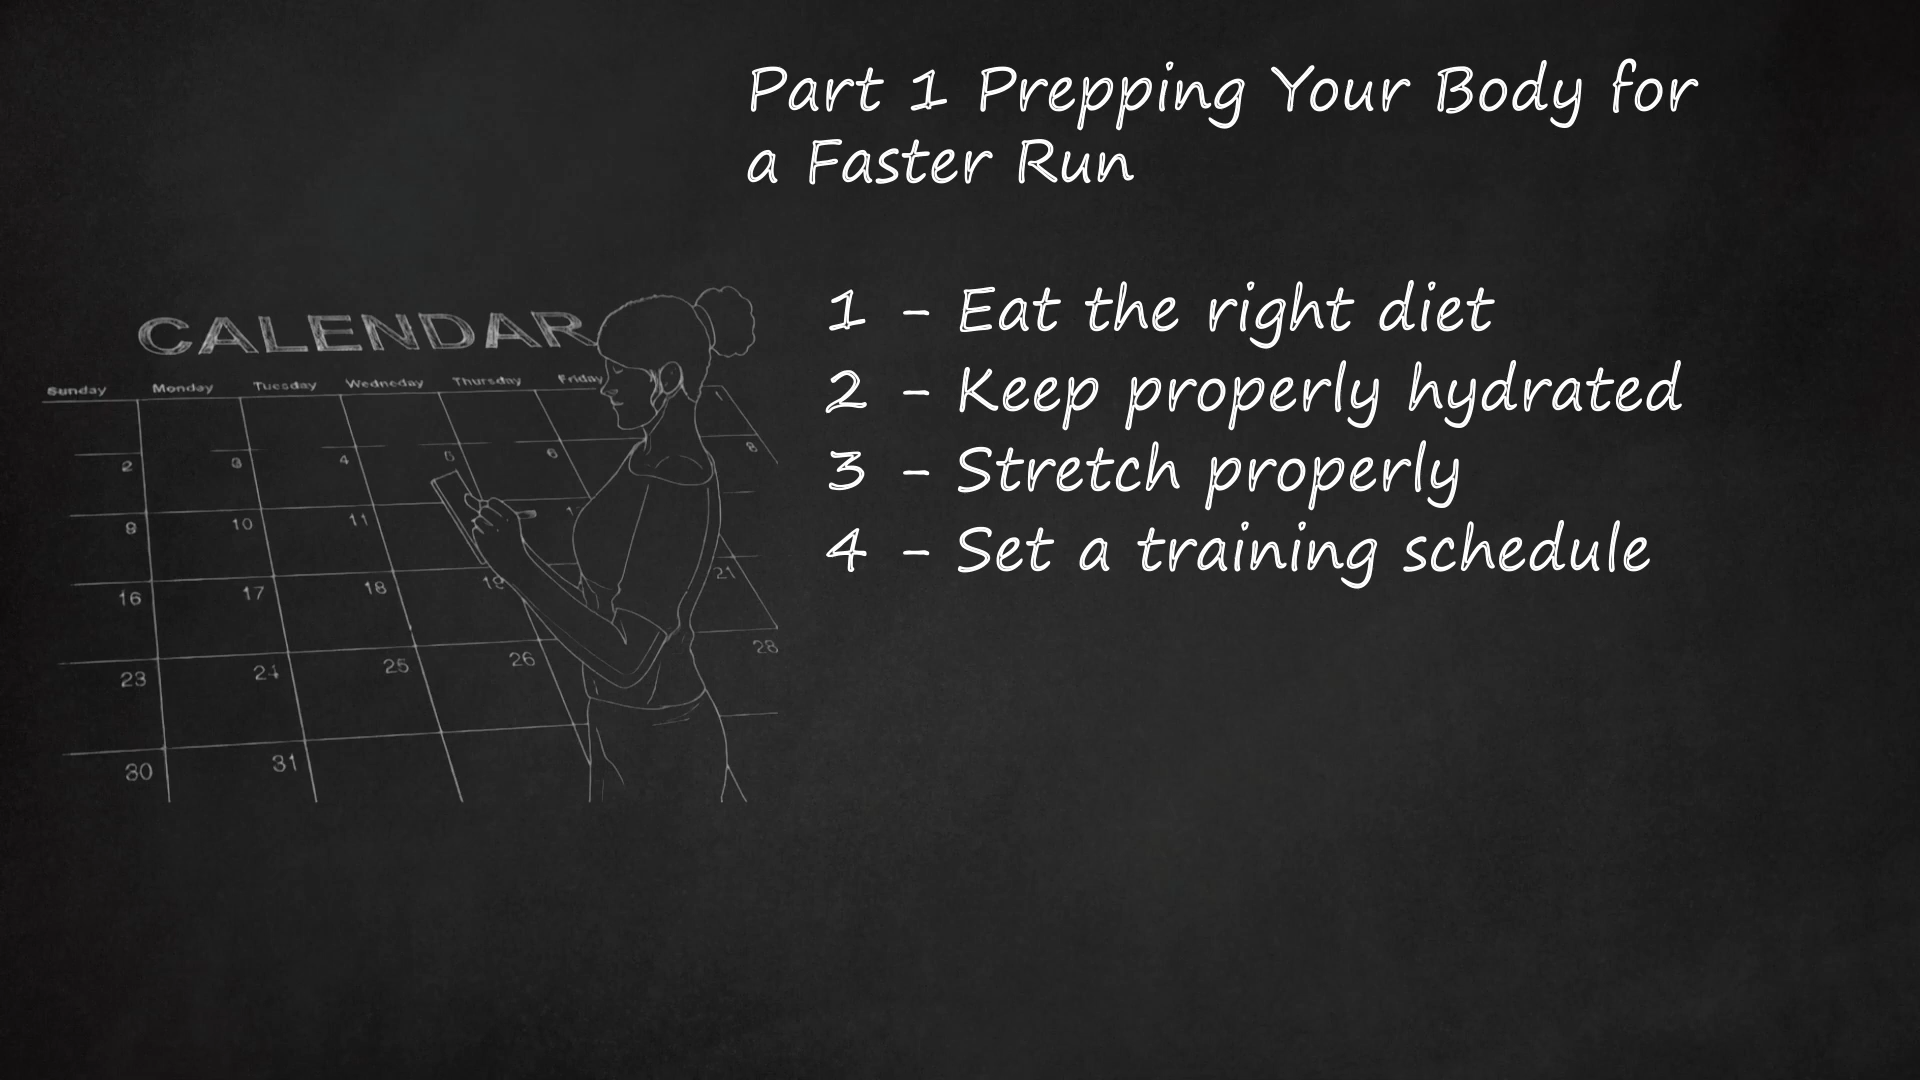 Part 1 Prepping Your Body for
a Faster Run
1 - Eat the right diet
2 - Keep properly hydrated
3 - Stretch properly
4 - Set a training schedule
CALENDAR
Sunday Monday Tuesday Wednesday Thursday Friday
1
2 3 4 5 6 8
9 10 11
16 17 18 19 21
23 24 25 26 28
30 31